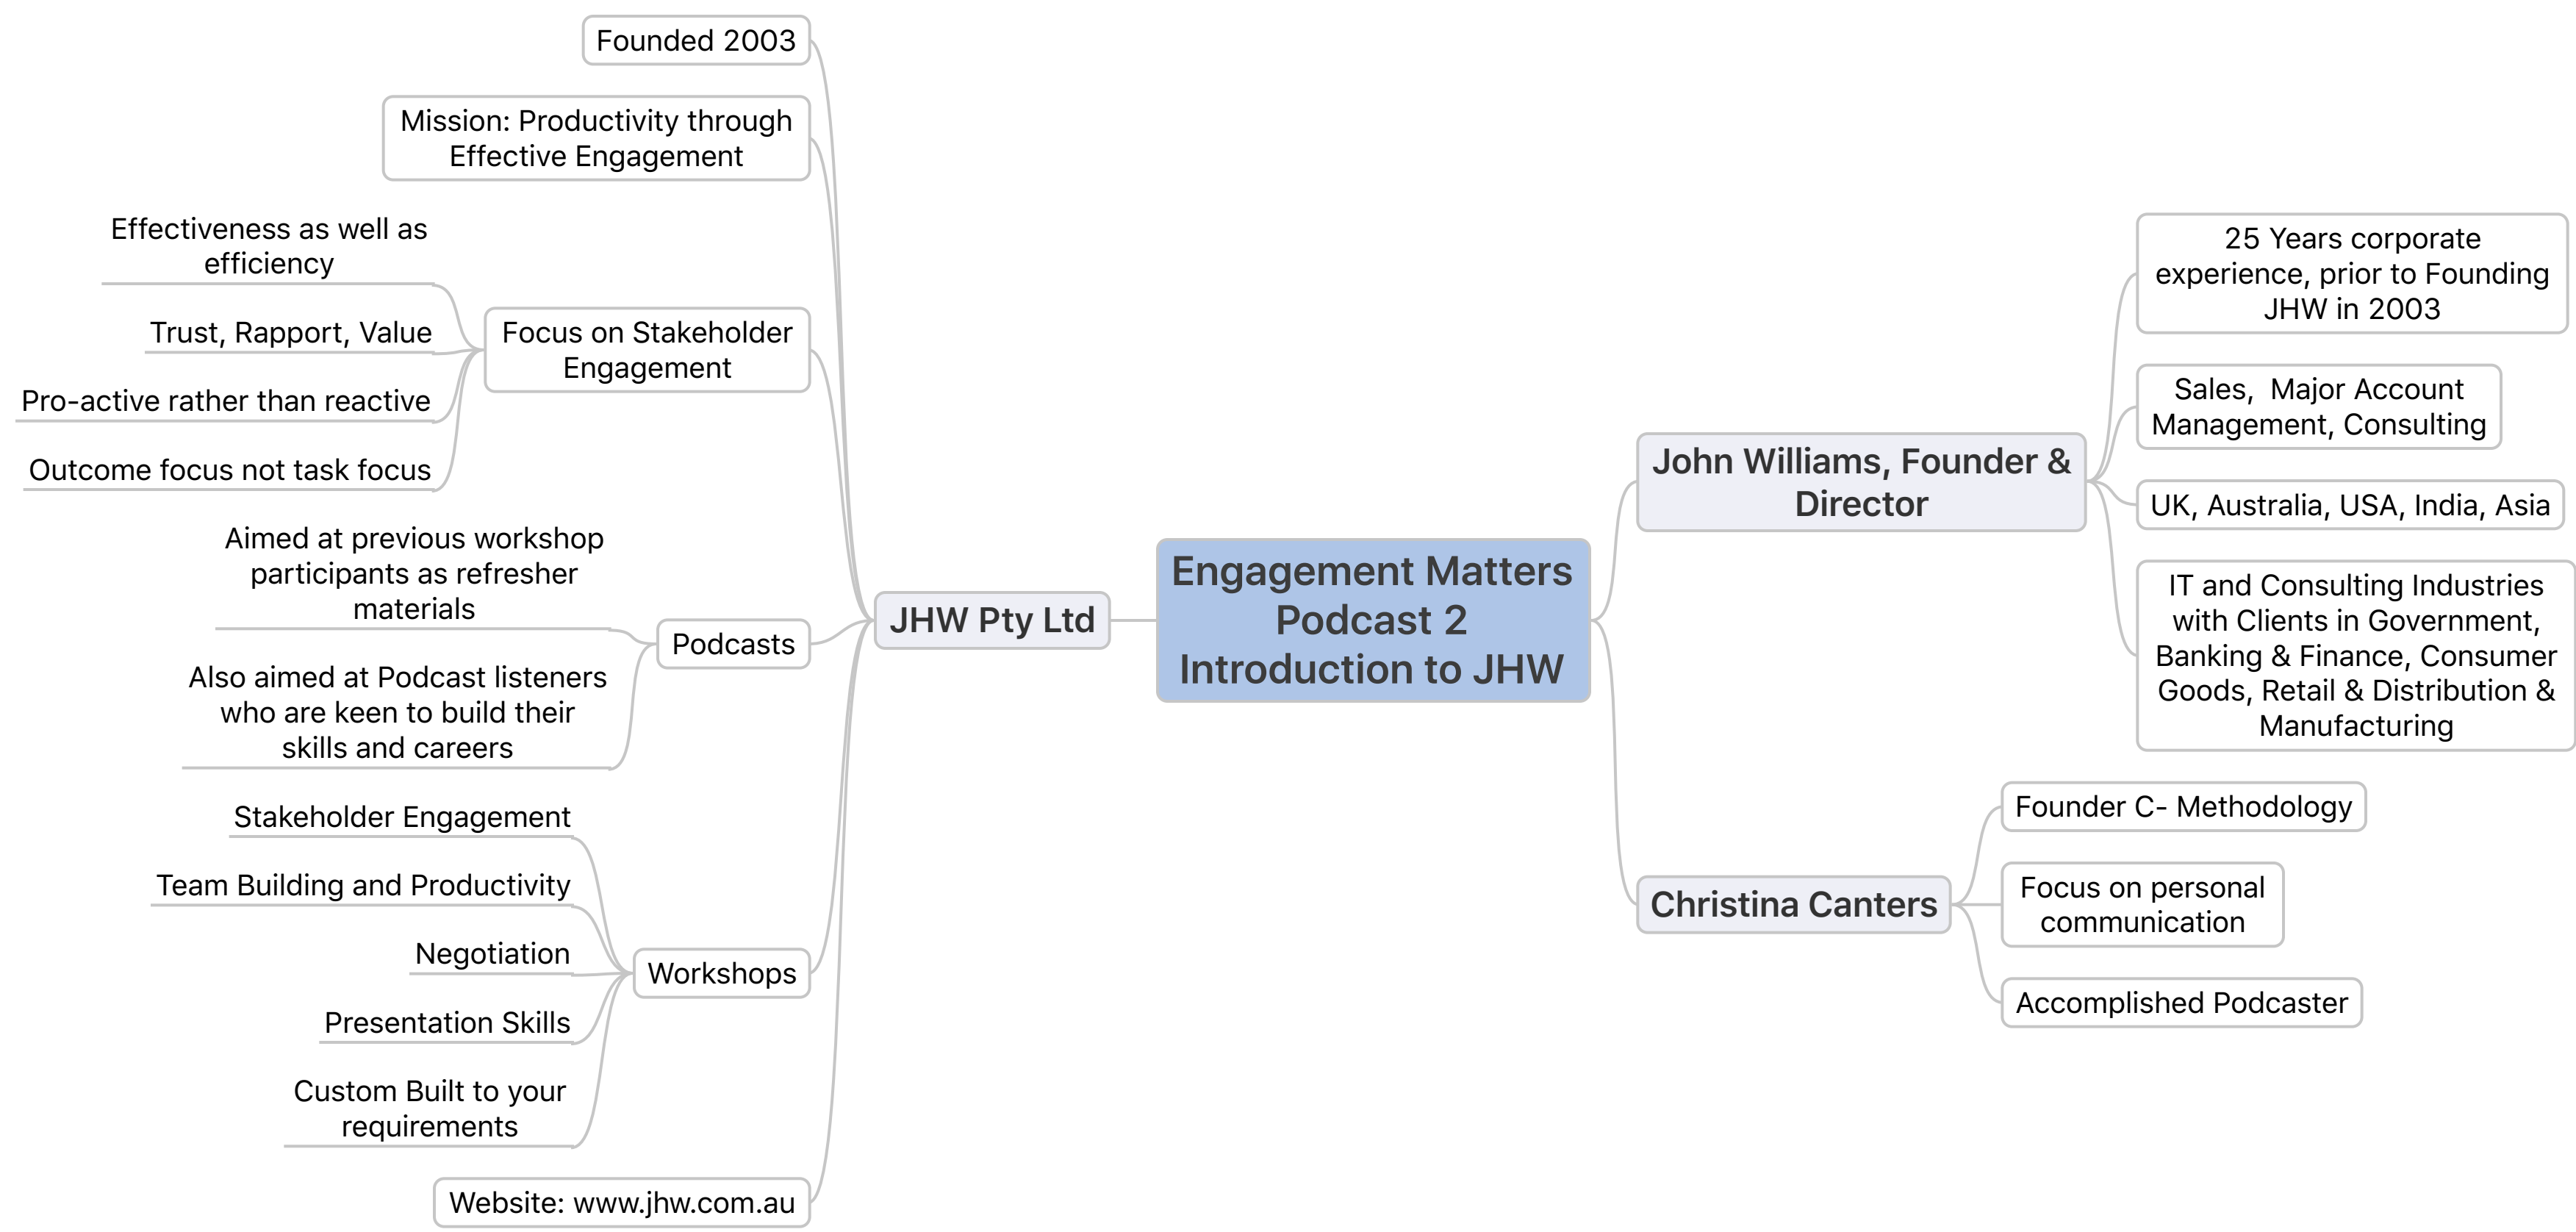 Founded 2003
Mission: Productivity through
Effective Engagement
Effectiveness as well as
efficiency
Trust, Rapport, Value
Pro-active rather than reactive
Outcome focus not task focus
Focus on Stakeholder
Engagement
Aimed at previous workshop
participants as refresher
materials
Also aimed at Podcast listeners
who are keen to build their
skills and careers
Podcasts
Stakeholder Engagement
Team Building and Productivity
Negotiation
Presentation Skills
Custom Built to your
requirements
Workshops
Website: www.jhw.com.au
JHW Pty Ltd
Engagement Matters
Podcast 2
Introduction to JHW
John Williams, Founder &
Director
25 Years corporate
experience, prior to Founding
JHW in 2003
Sales,  Major Account
Management, Consulting
UK, Australia, USA, India, Asia
IT and Consulting Industries
with Clients in Government,
Banking & Finance, Consumer
Goods, Retail & Distribution &
Manufacturing
Christina Canters
Founder C- Methodology
Focus on personal
communication
Accomplished Podcaster